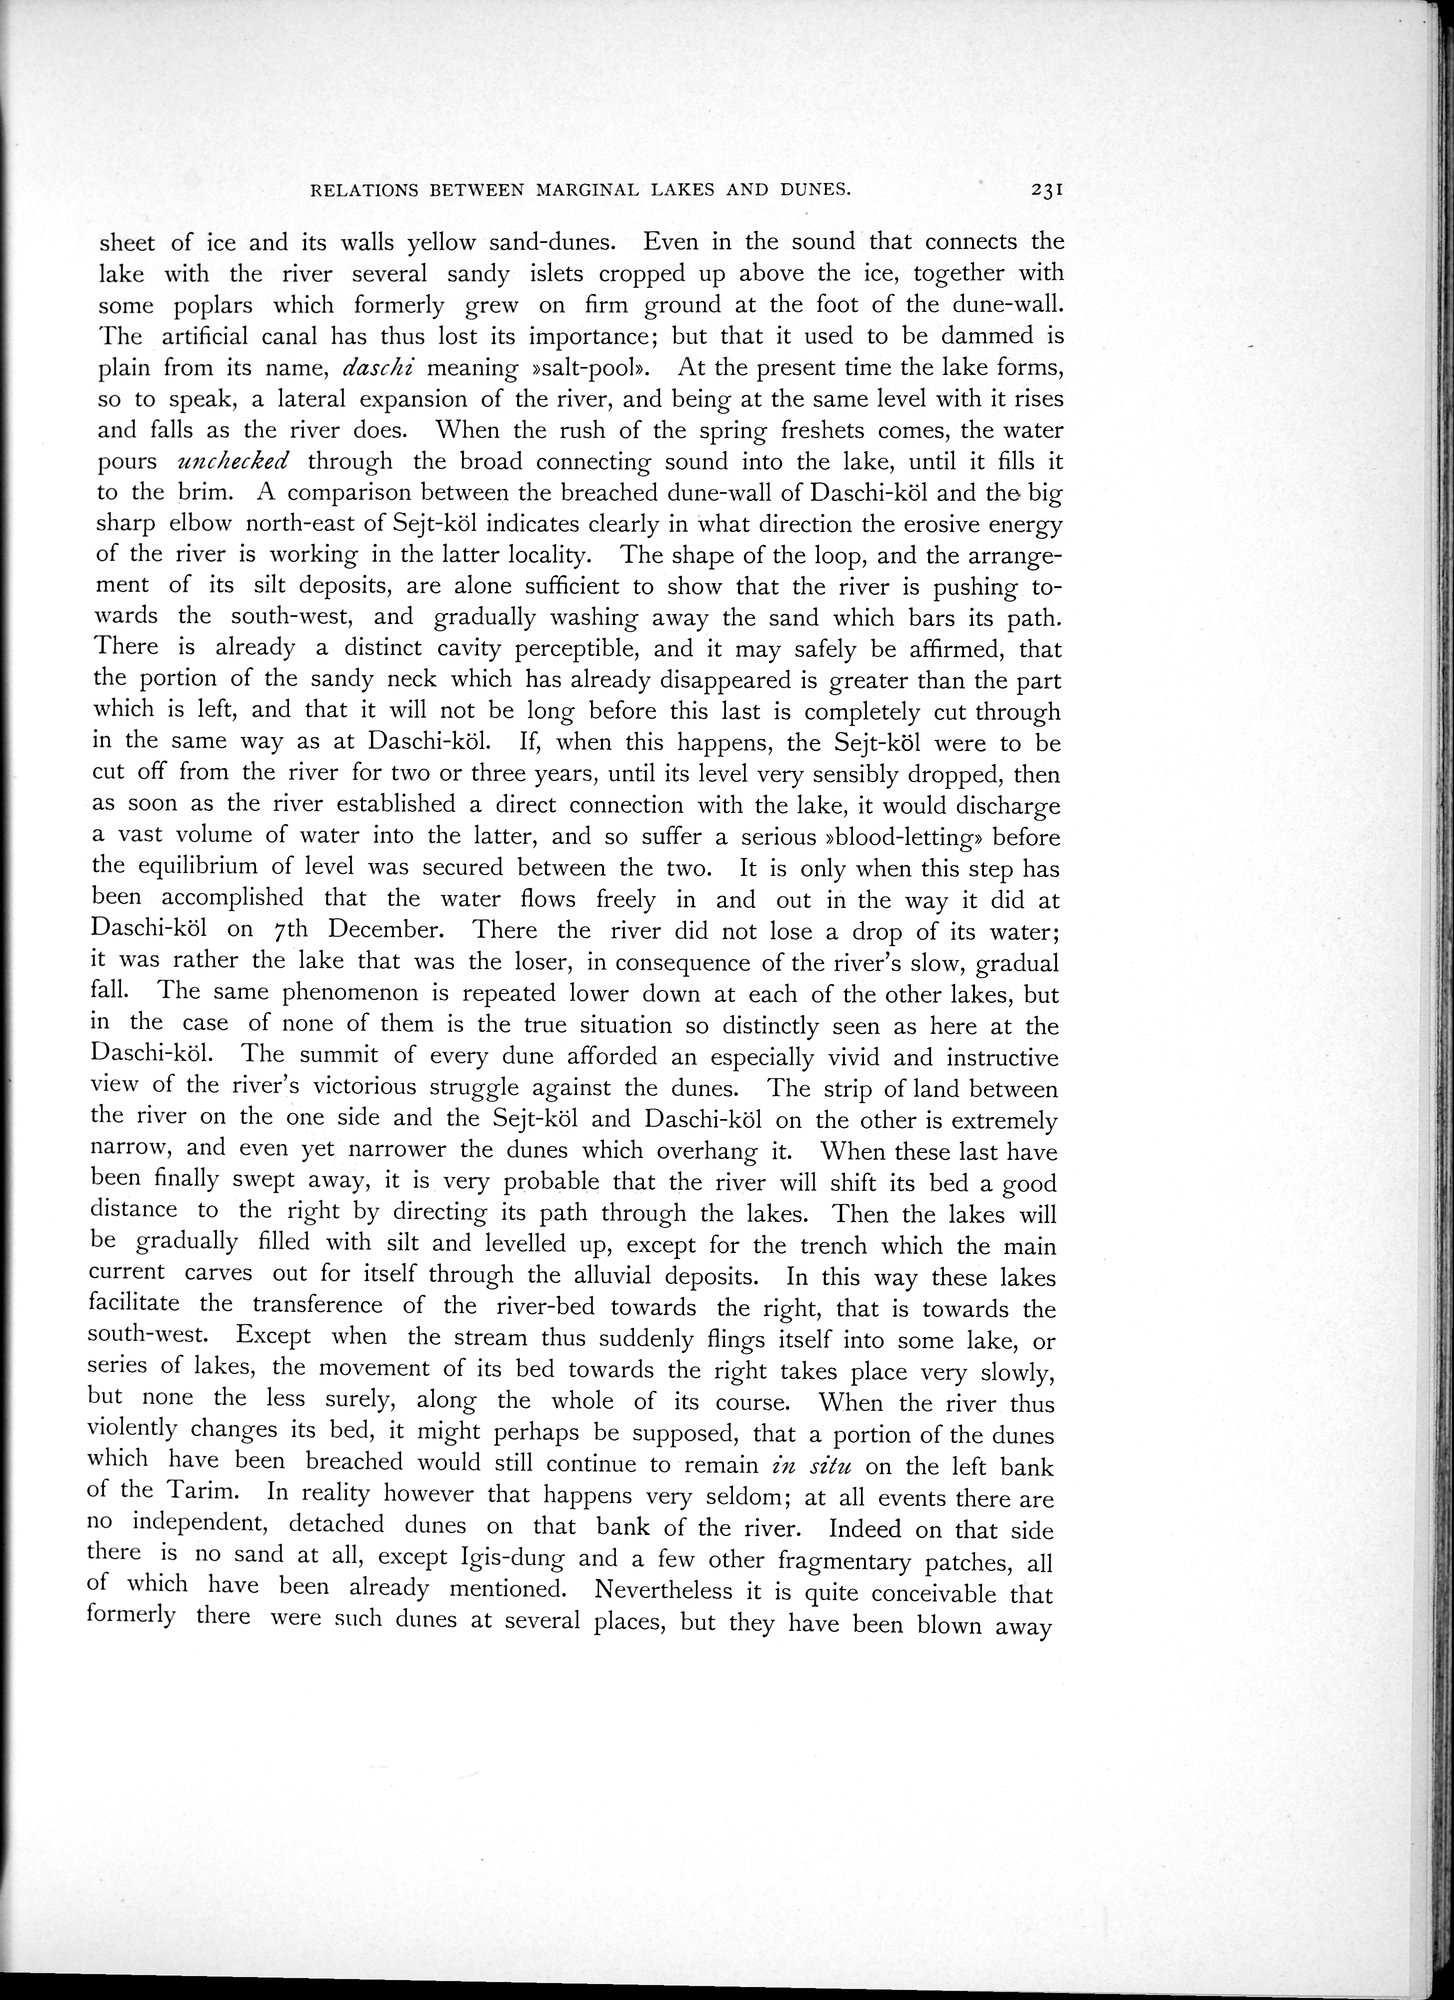 RELATIONS BETWEEN MARGINAL LAKES AND DUNES. 231
sheet of ice and its walls yellow sand-dunes. Even in the sound that connects the
lake with the river several sandy islets cropped up above the ice, together with
some poplars which formerly grew on firm ground at the foot of the dune-wall.
The artificial canal has thus lost its importance; but that it used to be dammed is
plain from its name, daschi meaning »salt-pool». At the present time the lake forms,
so to speak, a lateral expansion of the river, and being at the same level with it rises
and falls as the river does. When the rush of the spring freshets comes, the water
pours unchecked through the broad connecting sound into the lake, until it fills it
to the brim. A comparison between the breached dune-wall of Daschi-köl and the big
sharp elbow north-east of Sejt-köl indicates clearly in what direction the erosive energy
of the river is working in the latter locality. The shape of the loop, and the arrange-
ment of its silt deposits, are alone sufficient to show that the river is pushing to-
wards the south-west, and gradually washing away the sand which bars its path.
There is already a distinct cavity perceptible, and it may safely be affirmed, that
the portion of the sandy neck which has already disappeared is greater than the part
which is left, and that it will not be long before this last is completely cut through
in the same way as at Daschi-köl. If, when this happens, the Sejt-köl were to be
cut off from the river for two or three years, until its level very sensibly dropped, then
as soon as the river established a direct connection with the lake, it would discharge
a vast volume of water into the latter, and so suffer a serious »blood-letting» before
the equilibrium of level was secured between the two. It is only when this step has
been accomplished that the water flows freely in and out in the way it did at
Daschi-köl on 7th December. There the river did not lose a drop of its water;
it was rather the lake that was the loser, in consequence of the river's slow, gradual
fall. The same phenomenon is repeated lower down at each of the other lakes, but
in the case of none of them is the true situation so distinctly seen as here at the
Daschi-köl. The summit of every dune afforded an especially vivid and instructive
view of the river's victorious struggle against the dunes. The strip of land between
the river on the one side and the Sejt-köl and Daschi-köl on the other is extremely
narrow, and even yet narrower the dunes which overhang it. When these last have
been finally swept away, it is very probable that the river will shift its bed a good
distance to the right by directing its path through the lakes. Then the lakes will
be gradually filled with silt and levelled up, except for the trench which the main
current carves out for itself through the alluvial deposits. In this way these lakes
facilitate the transference of the river-bed towards the right, that is towards the
south-west. Except when the stream thus suddenly flings itself into some lake, or
series of lakes, the movement of its bed towards the right takes place very slowly,
but none the less surely, along the whole of its course. When the river thus
violently changes its bed, it might perhaps be supposed, that a portion of the dunes
which have been breached would still continue to remain in situ on the left bank
of the Tarim. In reality however that happens very seldom; at all events there are
no independent, detached dunes on that bank of the river. Indeed on that side
there is no sand at all, except Igis-dung and a few other fragmentary patches, all
of which have been already mentioned. Nevertheless it is quite conceivable that
formerly there were such dunes at several places, but they have been blown away